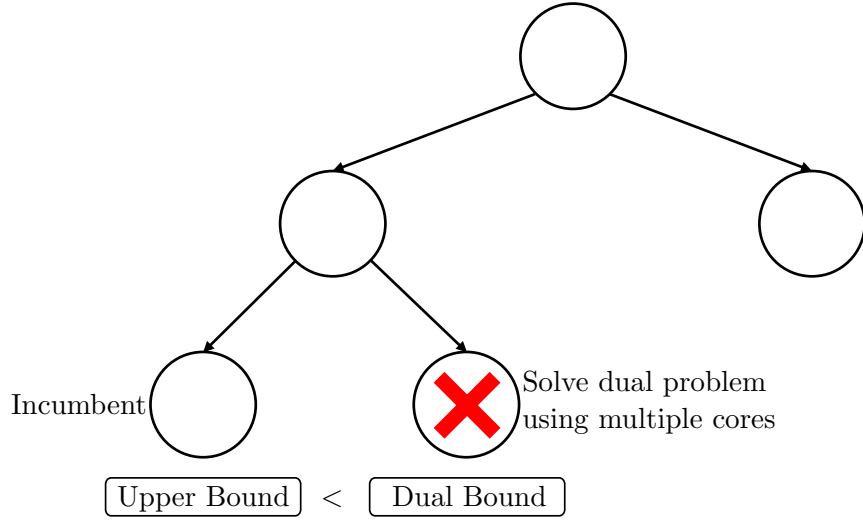 Incumbent
Solve dual problem
using multiple cores
Upper Bound < Dual Bound